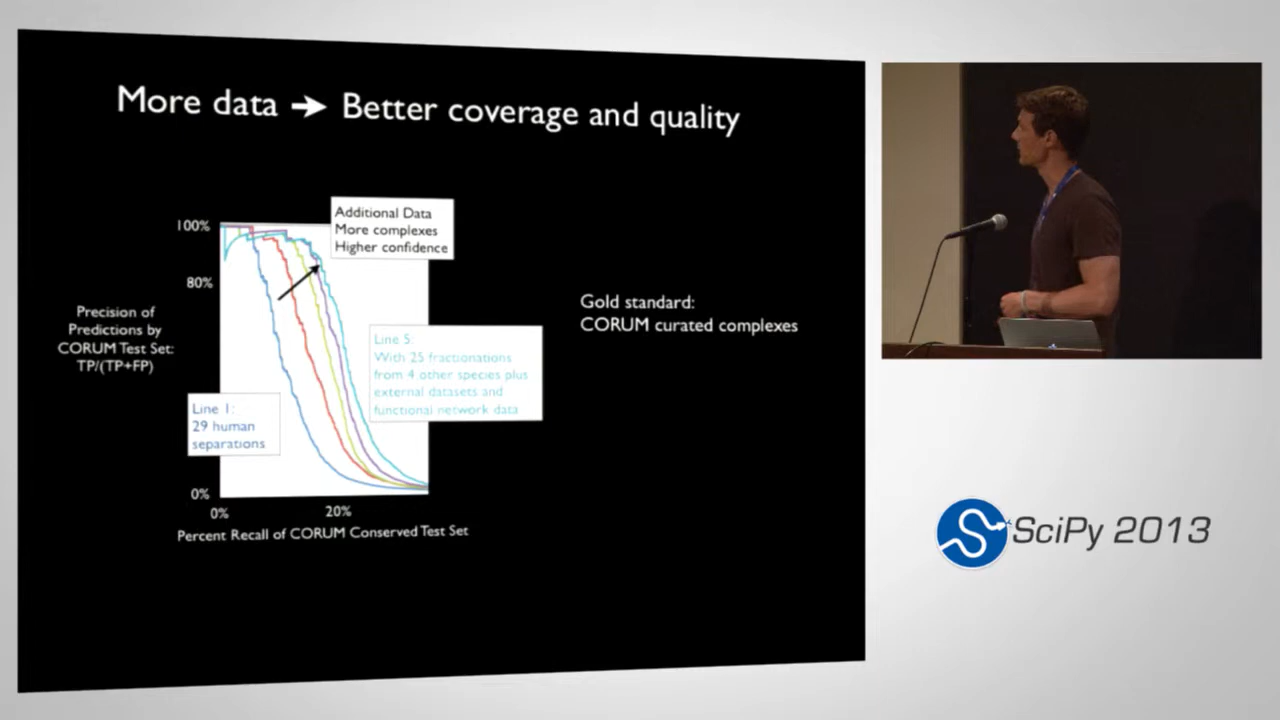 More data → Better coverage and quality
100%
Additional Data
More complexes
Higher confidence
80%
Precision of
Predictions by
CORUM Test Set:
TP/(TP+FP)
Gold standard:
CORUM curated complexes
Line 5:
With 25 fractionations
from 4 other species plus
external datasets and
functional network data
Line 1:
29 human
separations
0%
0%
20%
Percent Recall of CORUM Conserved Test Set
SciPy 2013